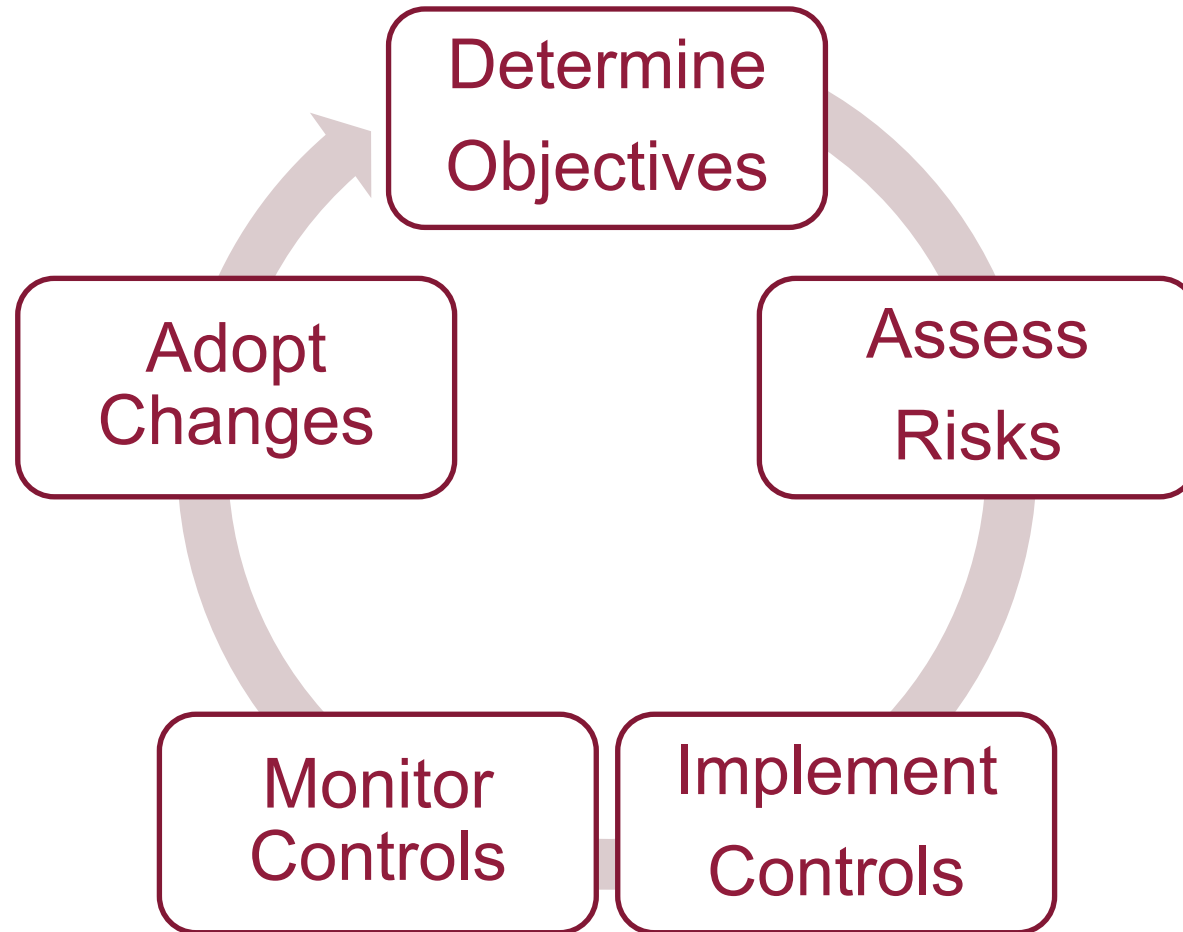 Determine
Objectives
Assess
Risks
Implement
Controls
Monitor
Controls
Adopt
Changes